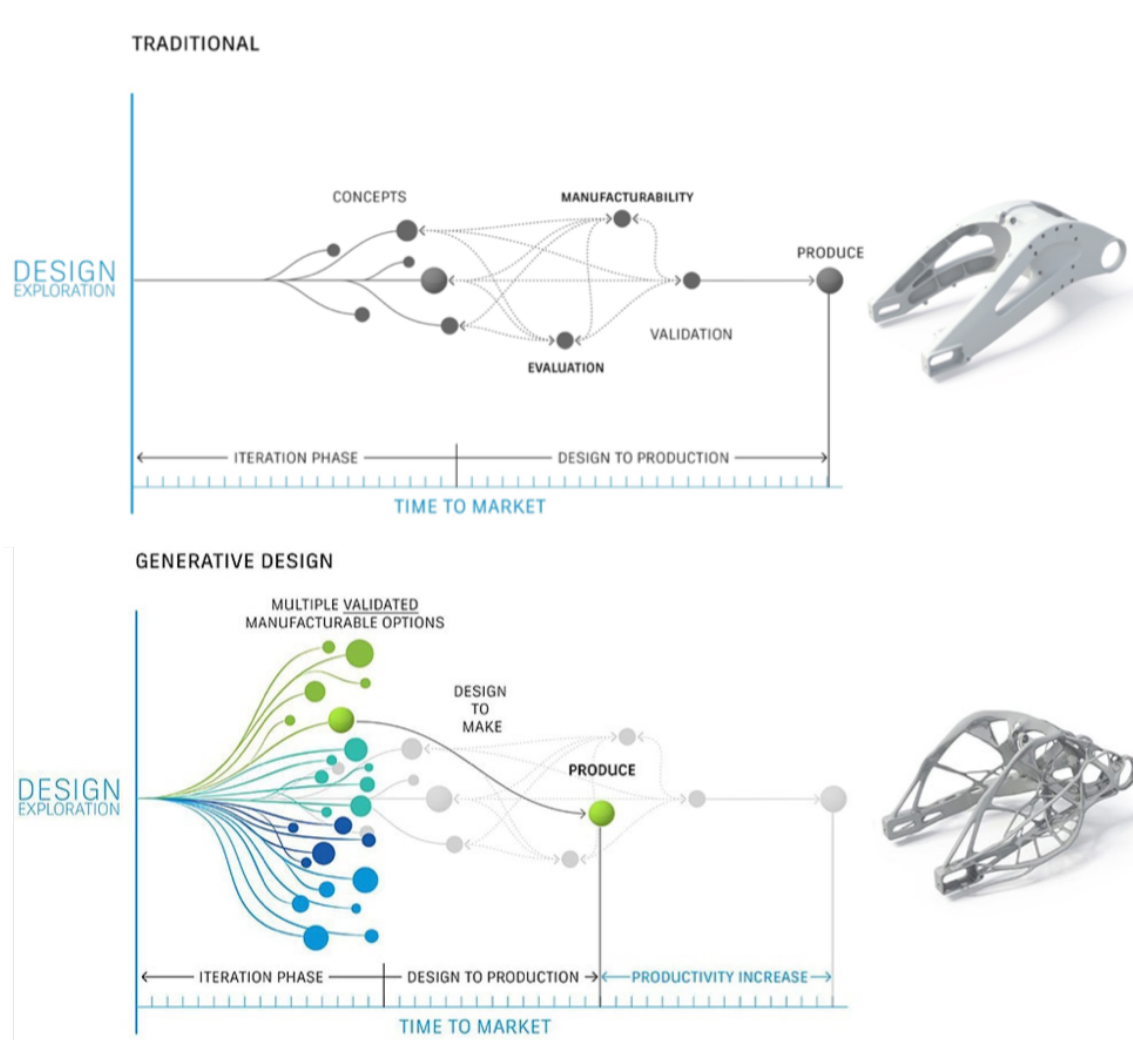 TRADITIONAL
CONCEPTS
MANUFACTURABILITY
PRODUCE
DESIGN
EXPLORATION
VALIDATION
EVALUATION
ITERATION PHASE
DESIGN TO PRODUCTION
TIME TO MARKET
GENERATIVE DESIGN
MULTIPLE VALIDATED
MANUFACTURABLE OPTIONS
DESIGN
TO
MAKE
PRODUCE
DESIGN
EXPLORATION
ITERATION PHASE
DESIGN TO PRODUCTION
PRODUCTIVITY INCREASE
TIME TO MARKET